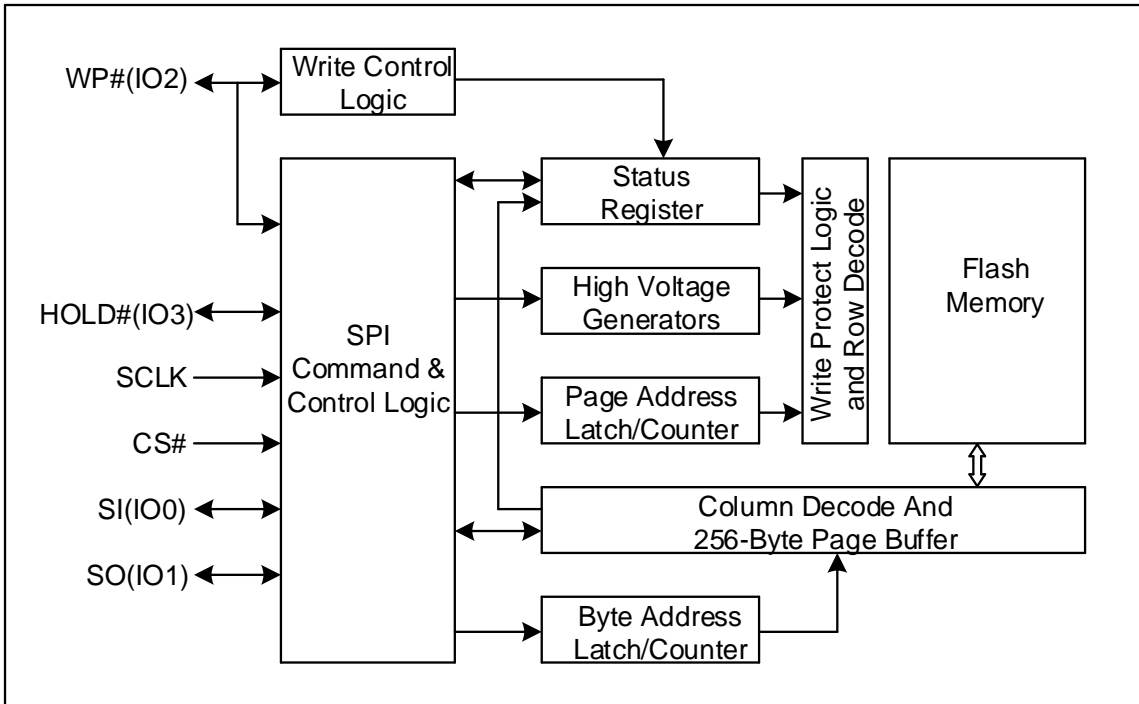 WP#(IO2)
Write Control
Logic
Status
Register
High Voltage
Generators
Page Address
Latch/Counter
Write Protect Logic
and Row Decode
Flash
Memory
HOLD#(IO3)
SCLK
CS#
SI(IO0)
SO(IO1)
SPI
Command &
Control Logic
Column Decode And
256-Byte Page Buffer
Byte Address
Latch/Counter